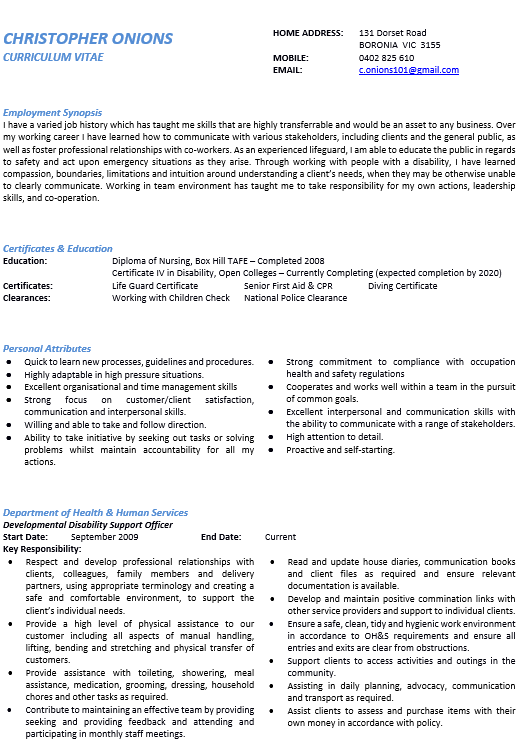 CHRISTOPHER ONIONS
CURRICULUM VITAE
HOME ADDRESS: 131 Dorset Road
BORONIA VIC 3155
MOBILE: 0402 825 610
EMAIL: c.onions101@gmail.com
Employment Synopsis
I have a varied job history which has taught me skills that are highly transferrable and would be an asset to any business. Over
my working career I have learned how to communicate with various stakeholders, including clients and the general public, as
well as foster professional relationships with co-workers. As an experienced lifeguard, I am able to educate the public in regards
to safety and act upon emergency situations as they arise. Through working with people with a disability, I have learned
compassion, boundaries, limitations and intuition around understanding a client's needs, when they may be otherwise unable
to clearly communicate. Working in team environment has taught me to take responsibility for my own actions, leadership
skills, and co-operation.
Certificates & Education
Education: Diploma of Nursing, Box Hill TAFE – Completed 2008
Certificate IV in Disability, Open Colleges – Currently Completing (expected completion by 2020)
Certificates: Life Guard Certificate Senior First Aid & CPR Diving Certificate
Clearances: Working with Children Check National Police Clearance
Personal Attributes
● Quick to learn new processes, guidelines and procedures.
● Highly adaptable in high pressure situations.
● Excellent organisational and time management skills
● Strong focus on customer/client satisfaction,
communication and interpersonal skills.
● Willing and able to take and follow direction.
● Ability to take initiative by seeking out tasks or solving
problems whilst maintain accountability for all my
actions.
● Strong commitment to compliance with occupation
health and safety regulations
● Cooperates and works well within a team in the pursuit
of common goals.
● Excellent interpersonal and communication skills with
the ability to communicate with a range of stakeholders.
● High attention to detail.
● Proactive and self-starting.
Department of Health & Human Services
Developmental Disability Support Officer
Start Date: September 2009 End Date: Current
Key Responsibility:
● Respect and develop professional relationships with
clients, colleagues, family members and delivery
partners, using appropriate terminology and creating a
safe and comfortable environment, to support the
client's individual needs.
● Provide a high level of physical assistance to our
customer including all aspects of manual handling,
lifting, bending and stretching and physical transfer of
customers.
● Provide assistance with toileting, showering, meal
assistance, medication, grooming, dressing, household
chores and other tasks as required.
● Contribute to maintaining an effective team by providing
seeking and providing feedback and attending and
participating in monthly staff meetings.
● Read and update house diaries, communication books
and client files as required and ensure relevant
documentation is available.
● Develop and maintain positive commination links with
other service providers and support to individual clients.
● Ensure a safe, clean, tidy and hygienic work environment
in accordance to OH&S requirements and ensure all
entries and exits are clear from obstructions.
● Support clients to access activities and outings in the
community.
● Assisting in daily planning, advocacy, communication
and transport as required.
● Assist clients to assess and purchase items with their
own money in accordance with policy.